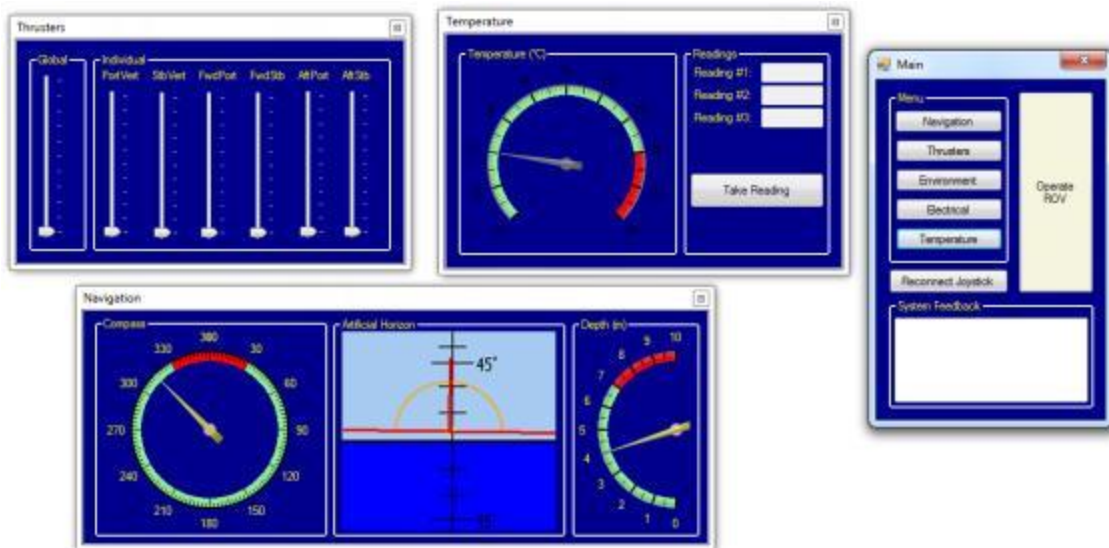 Thrusters
Global
Individual
PortVert StbVert FwdPort FwdStb AftPort AftStb
Temperature
Temperature (°C)
Readings
Reading #1:
Reading #2:
Reading #3:
Take Reading
Main
Menu
Navigation
Thrusters
Environment
Electrical
Temperature
Operate
ROV
Reconnect Joystick
System Feedback
Navigation
Compass
330 30
300 60
270 90
240 120
210 150
180
Artificial Horizon
45°
10
9
8
7
6
5
4
3
2
1
0